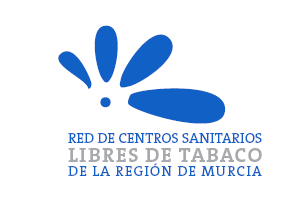 RED DE CENTROS SANITARIOS
LIBRES DE TABACO
DE LA REGIÓN DE MURCIA